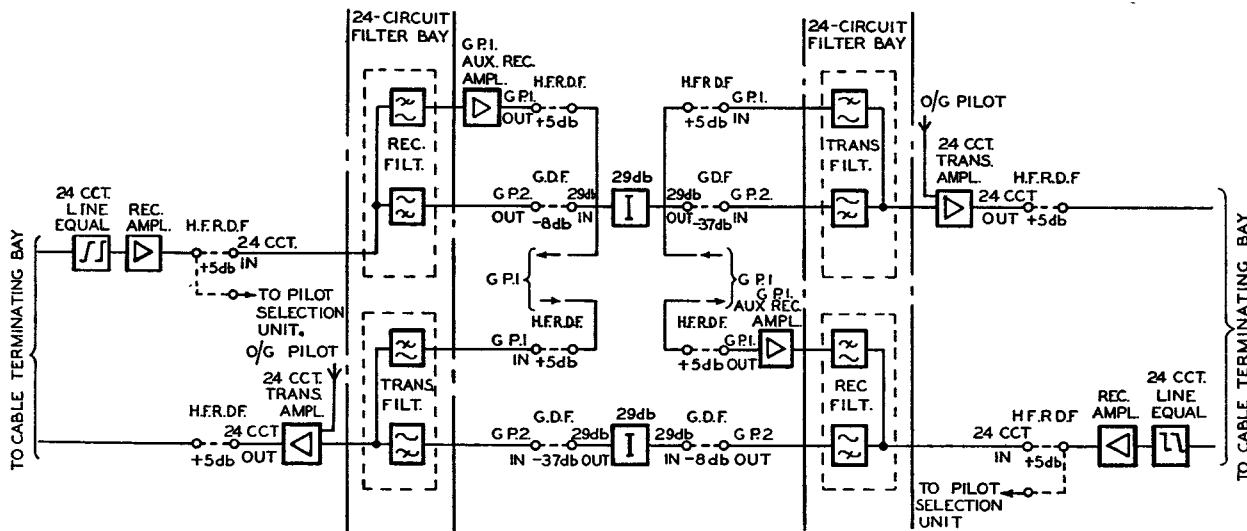 24-CIRCUIT
FILTER BAY
G.P.I.
AUX. REC.
AMPL.
G P.I.
OUT
H.F.R.D.F.
+5db
H.F.R.D.F.
+5db
G.P.I.
IN
24-CIRCUIT
FILTER BAY
O/G PILOT
REC.
FILT.
TRANS
FILT.
24 CCT.
TRANS.
AMPL.
24 CCT
OUT
H.F.R.D.F
+5db
24 CCT.
LINE
EQUAL
REC.
AMPL.
H.F.R.D.F
+5db
24 CCT.
IN
G P.2.
OUT
G.D.F.
-8db
29db
IN
29db
I
29db
OUT
G.D.F.
-37db
G P.2.
IN
TO PILOT
SELECTION
UNIT.
G P.I
G P.I
TO CABLE TERMINATING BAY
TO CABLE TERMINATING BAY
O/G PILOT
24 CCT.
TRANS
AMPL.
H.F.R.D.F.
+5db
24 CCT
OUT
TRANS
FILT.
G P.I
IN
H.F.R.D.F.
+5db
H.F.R.D.F.
+5db
G P.I.
OUT
G P.I.
AUX REC.
AMPL.
REC
FILT.
G P.2.
IN
G.D.F.
-37db
29db
OUT
29db
I
29db
IN
G.D.F.
-8db
G P.2
OUT
24 CCT
IN
H.F.R.D.F
+5db
REC.
AMPL.
24 CCT.
LINE
EQUAL
TO PILOT
SELECTION
UNIT